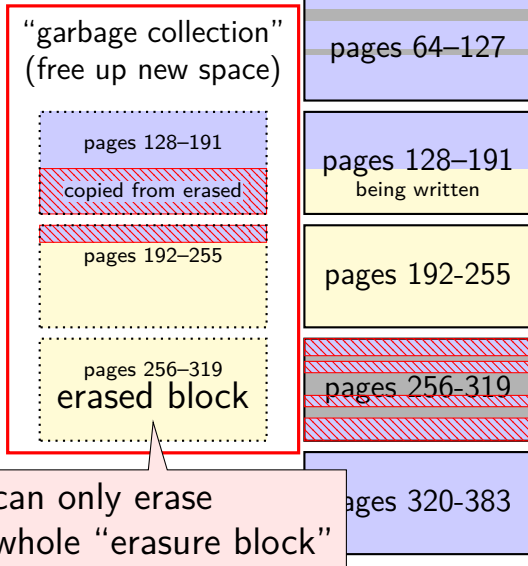 “garbage collection”
(free up new space)
pages 128–191
copied from erased
pages 192–255
pages 256–319
erased block
can only erase
whole “erasure block”
pages 64–127
pages 128–191
being written
pages 192-255
pages 256-319
ages 320-383